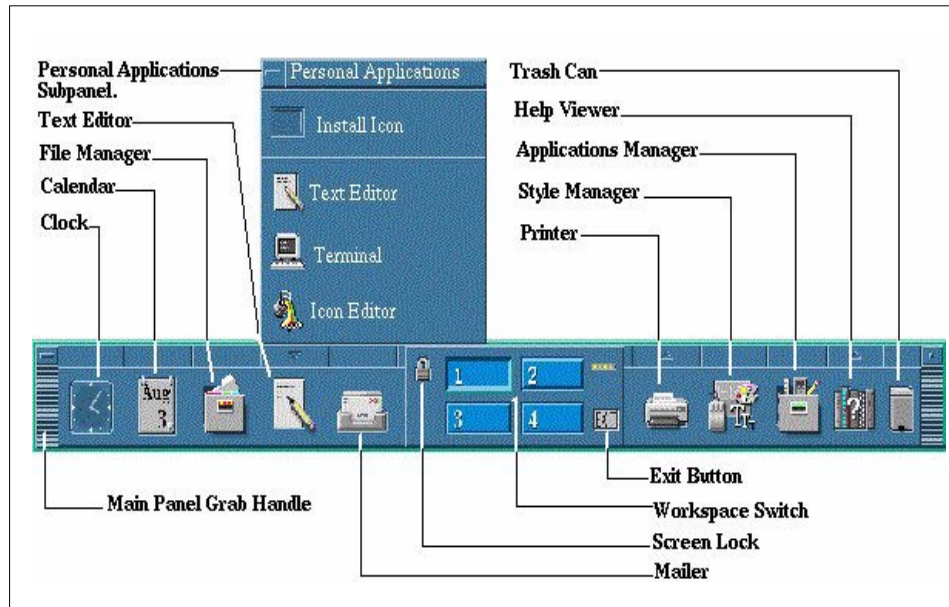 Personal Applications
Subpanel.
Text Editor
File Manager
Calendar
Clock
Personal Applications
Install Icon
Text Editor
Terminal
Icon Editor
Trash Can
Help Viewer
Applications Manager
Style Manager
Printer
Aug
3
1
2
3
4
Main Panel Grab Handle
Exit Button
Workspace Switch
Screen Lock
Mailer